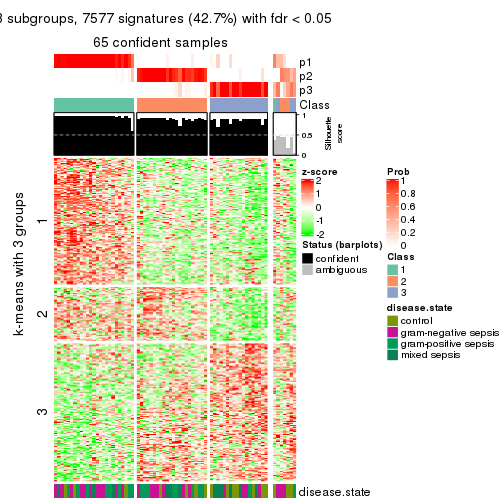 3 subgroups, 7577 signatures (42.7%) with fdr < 0.05
65 confident samples
p1
p2
p3
Class
1
0.5
0
Silhouette
score
k-means with 3 groups
1
2
3
disease.state
z-score
2
1
0
-1
-2
Status (barplots)
confident
ambiguous
Prob
1
0.8
0.6
0.4
0.2
0
Class
1
2
3
disease.state
control
gram-negative sepsis
gram-positive sepsis
mixed sepsis